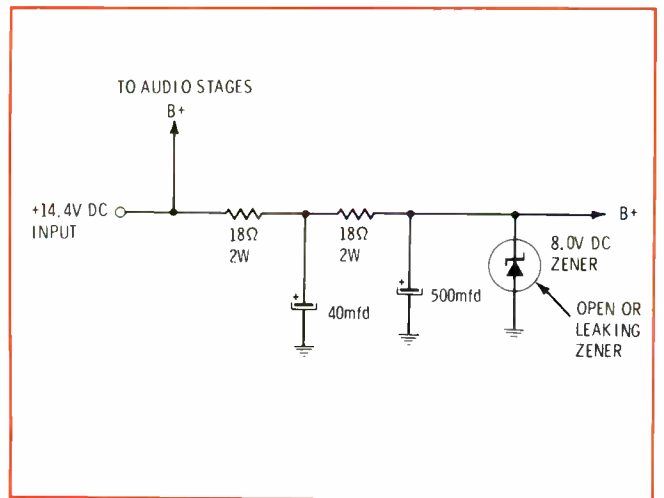 TO AUDIO STAGES
B+
+14.4V DC
INPUT
18Ω
2W
18Ω
2W
+
40mfd
+
500mfd
B+
8.0V DC
ZENER
OPEN OR
LEAKING
ZENER